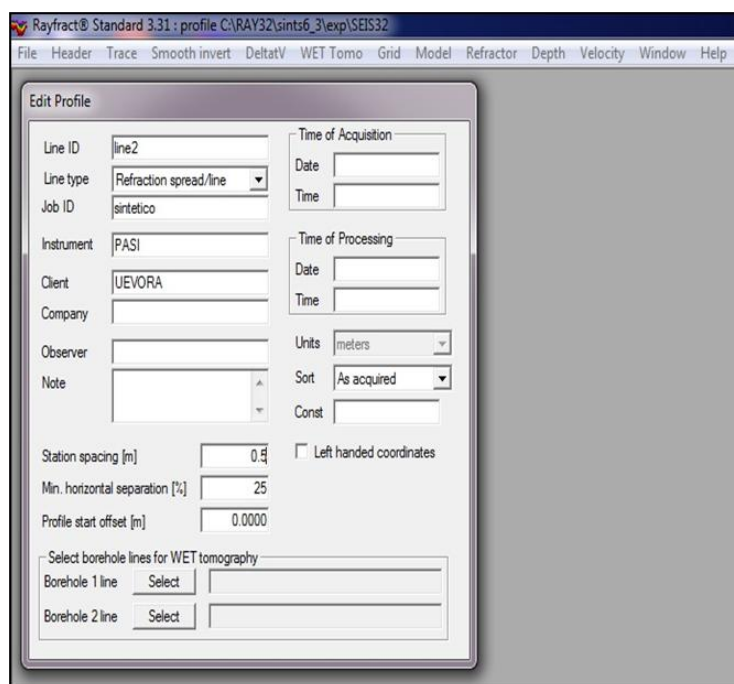 Rayfract® Standard 3.31 : profile C:\RAY32\sints6_3\exp\SEIS32
File Header Trace Smooth invert DeltatV WET Tomo Grid Model Refractor Depth Velocity Window Help
Edit Profile
Line ID line2
Line type Refraction spread/line
Job ID sintetico
Instrument PASI
Client UEVORA
Company
Observer
Note
Station spacing [m] 0.5
Min. horizontal separation [%] 25
Profile start offset [m] 0.0000
Time of Acquisition
Date
Time
Time of Processing
Date
Time
Units meters
Sort As acquired
Const
Left handed coordinates
Select borehole lines for WET tomography
Borehole 1 line Select
Borehole 2 line Select